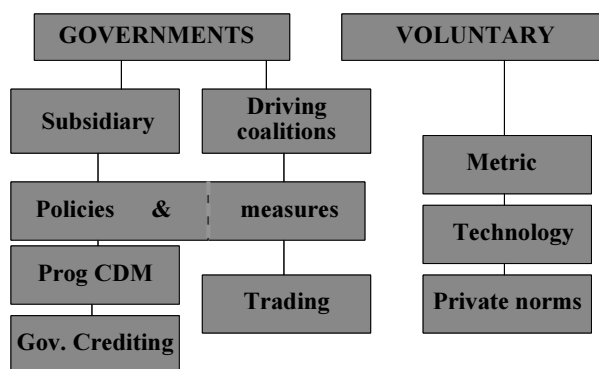 GOVERNMENTS
VOLUNTARY
Subsidiary
Driving
coalitions
Metric
Policies & measures
Technology
Prog CDM
Trading
Private norms
Gov. Crediting